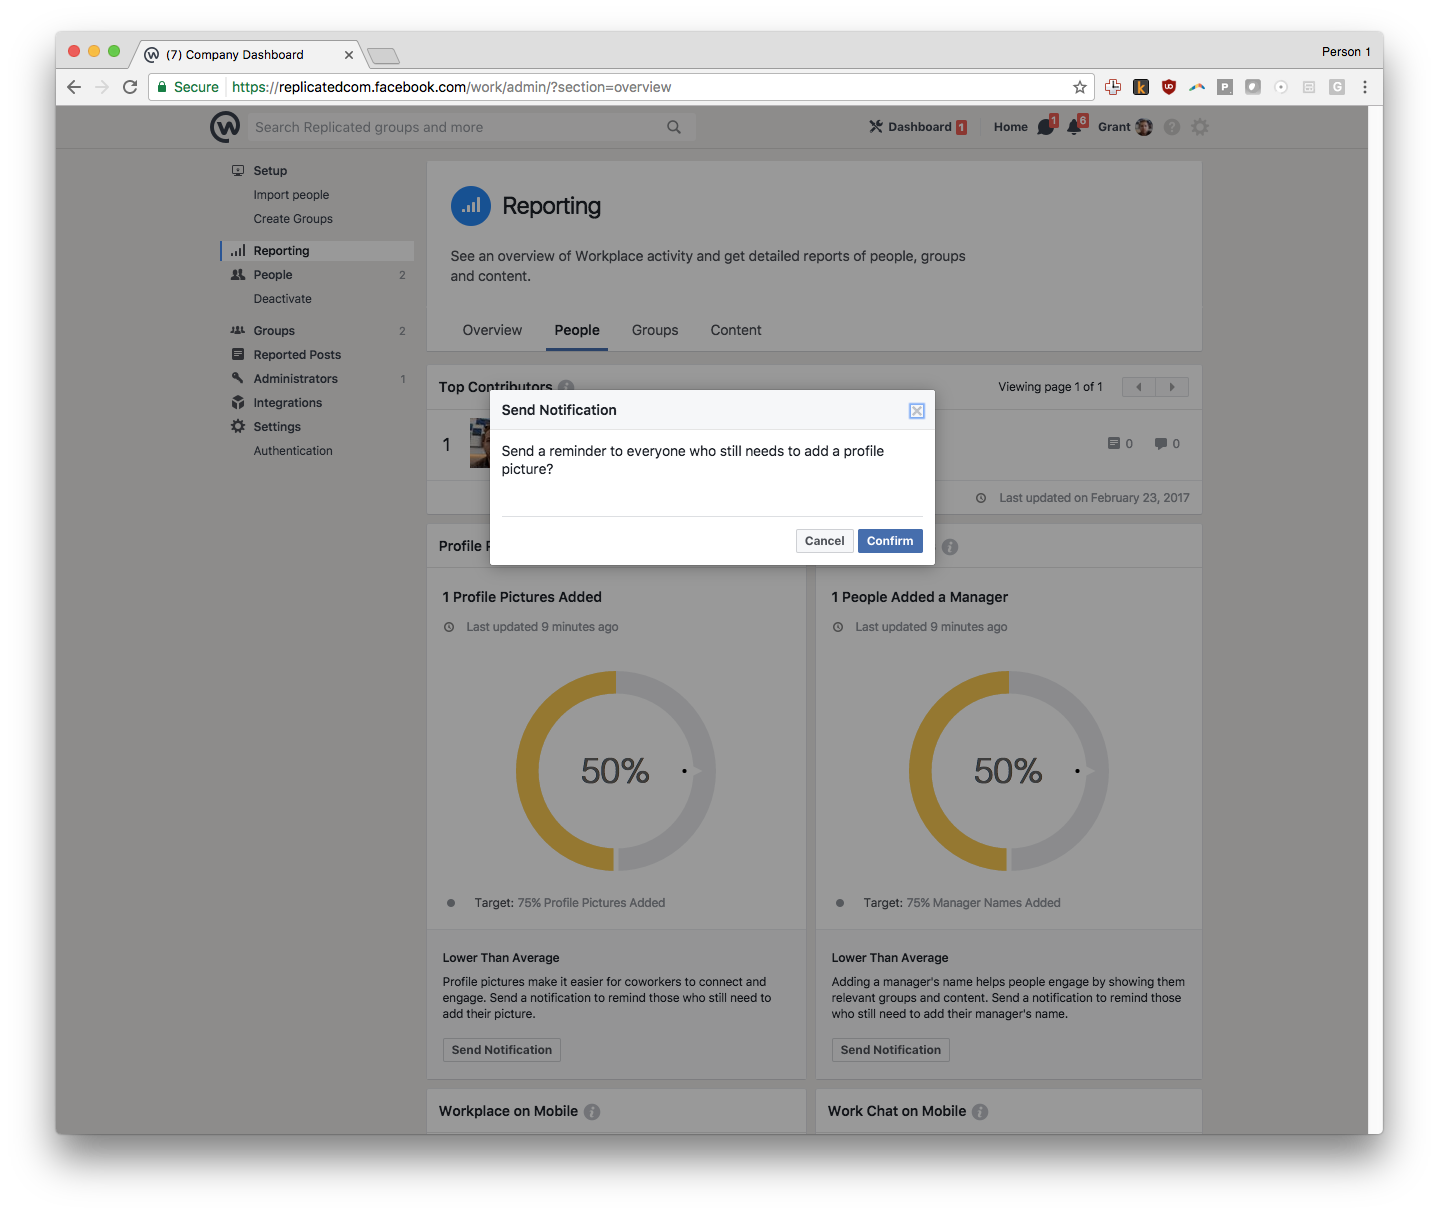 (7) Company Dashboard
Person 1
Secure
https://replicatedcom.facebook.com/work/admin/?section=overview
Search Replicated groups and more
Dashboard 1
Home 1 6 Grant
Setup
Import people
Create Groups
Reporting
People 2
Deactivate
Groups 2
Reported Posts
Administrators 1
Integrations
Settings
Authentication
Reporting
See an overview of Workplace activity and get detailed reports of people, groups
and content.
Overview People Groups Content
Top Contributors
Viewing page 1 of 1
1
0 0
Last updated on February 23, 2017
Send Notification
Send a reminder to everyone who still needs to add a profile
picture?
Cancel Confirm
Profile P
1 Profile Pictures Added
Last updated 9 minutes ago
50%
Target: 75% Profile Pictures Added
Lower Than Average
Profile pictures make it easier for coworkers to connect and
engage. Send a notification to remind those who still need to
add their picture.
Send Notification
1 People Added a Manager
Last updated 9 minutes ago
50%
Target: 75% Manager Names Added
Lower Than Average
Adding a manager's name helps people engage by showing them
relevant groups and content. Send a notification to remind those
who still need to add their manager's name.
Send Notification
Workplace on Mobile
Work Chat on Mobile